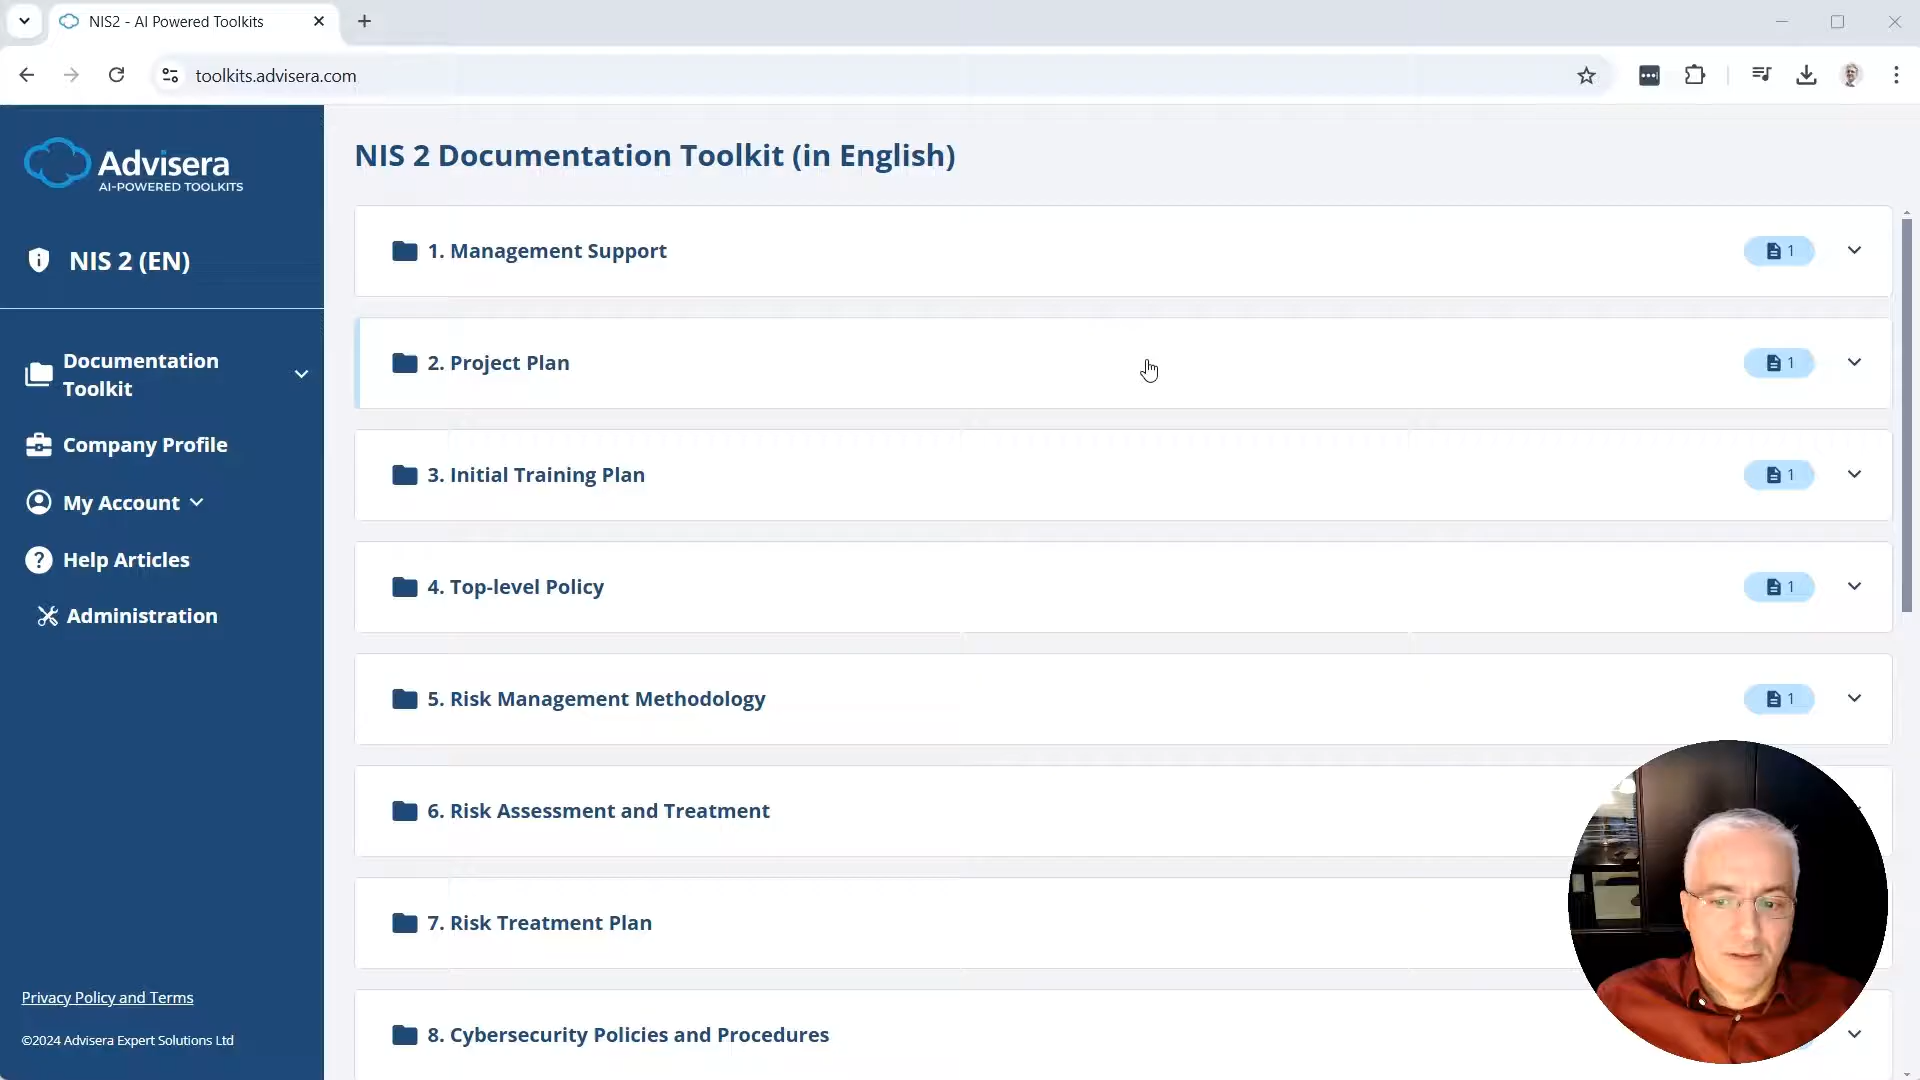 NIS2 - AI Powered Toolkits
toolkits.advisera.com
Advisera
AI-POWERED TOOLKITS
NIS 2 (EN)
Documentation
Toolkit
Company Profile
My Account
Help Articles
Administration
Privacy Policy and Terms
©2024 Advisera Expert Solutions Ltd
NIS 2 Documentation Toolkit (in English)
1. Management Support 1
2. Project Plan 1
3. Initial Training Plan 1
4. Top-level Policy 1
5. Risk Management Methodology 1
6. Risk Assessment and Treatment
7. Risk Treatment Plan
8. Cybersecurity Policies and Procedures